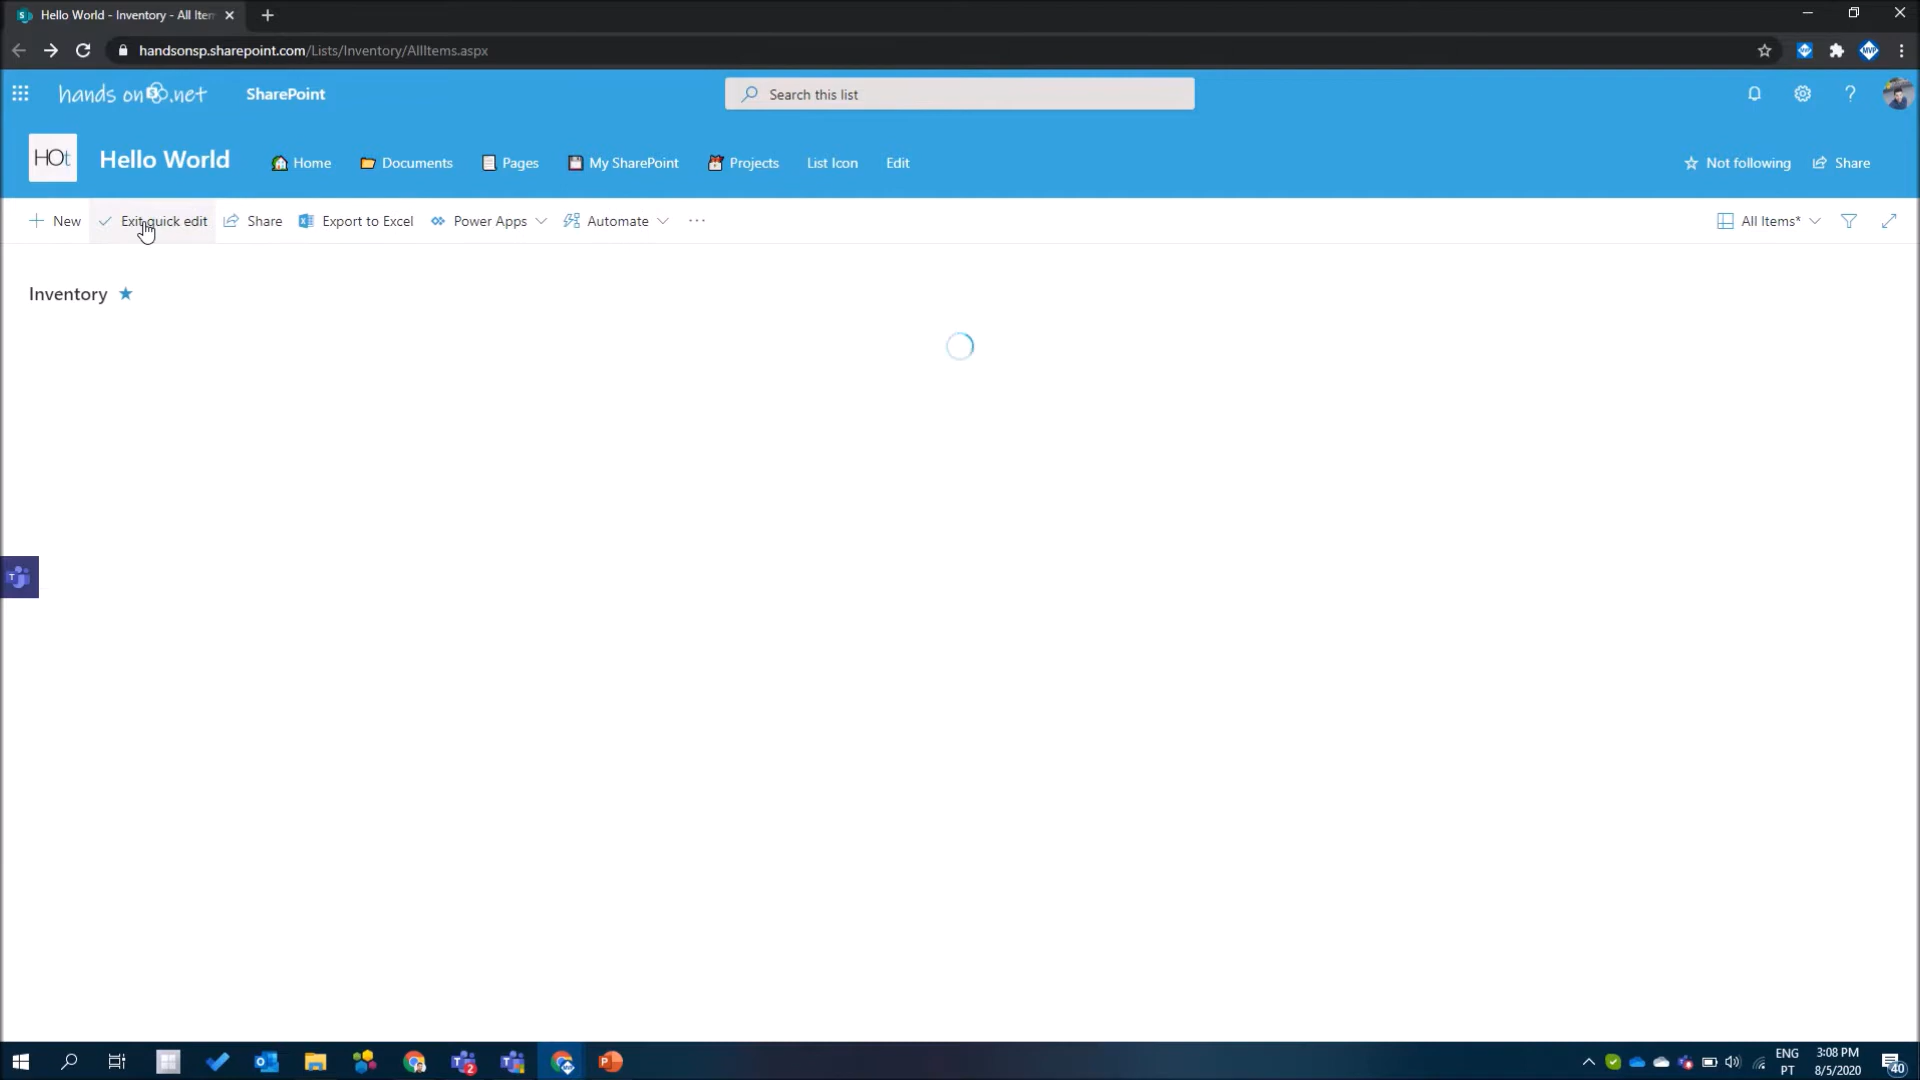 Hello World - Inventory - All Iten
handsonsp.sharepoint.com/Lists/Inventory/AllItems.aspx
hands on .net
SharePoint
Search this list
HOt
Hello World
Home
Documents
Pages
My SharePoint
Projects
List Icon
Edit
Not following
Share
New
Exit quick edit
Share
Export to Excel
Power Apps
Automate
All Items*
Inventory
ENG
PT
3:08 PM
8/5/2020
40
2